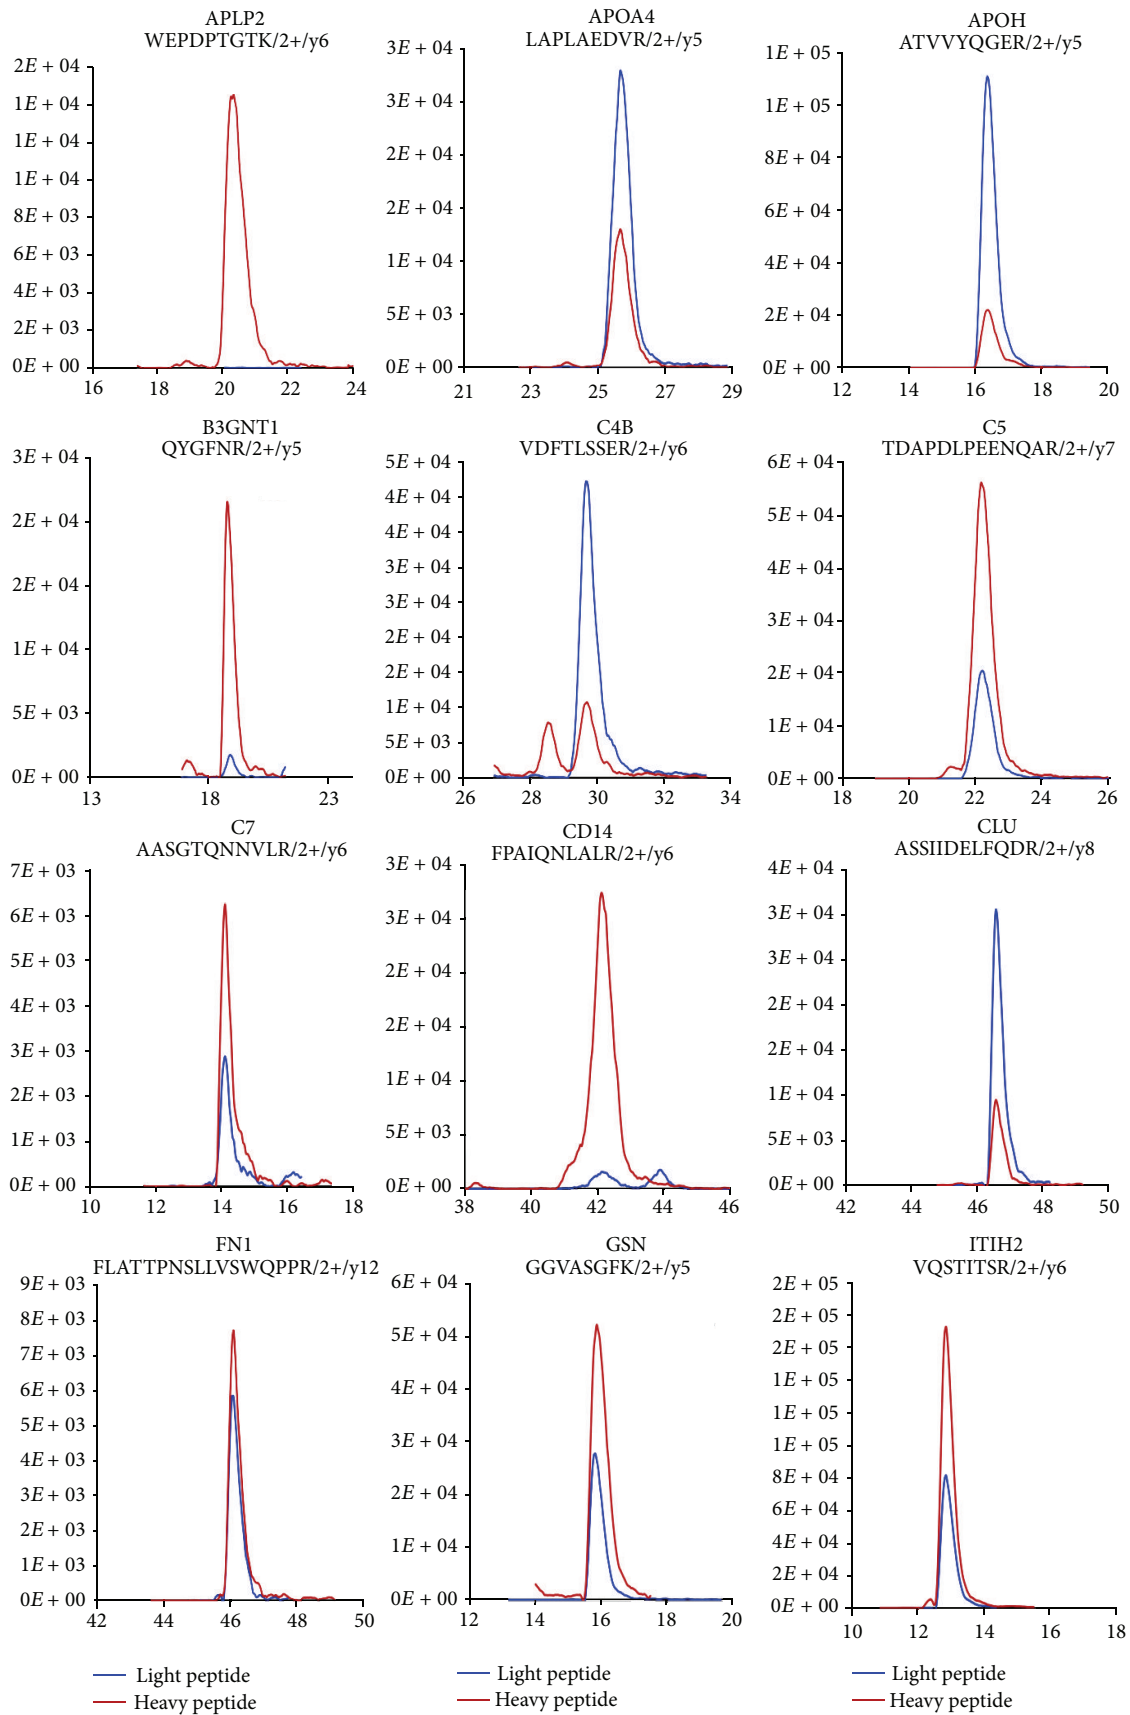 APLP2
WEPDPTGTK/2+/y6
2E + 04
1E + 04
1E + 04
1E + 04
8E + 03
6E + 03
4E + 03
2E + 03
0E + 00
16 18 20 22 24
APOA4
LAPLAEDVR/2+/y5
3E + 04
3E + 04
2E + 04
2E + 04
1E + 04
5E + 03
0E + 00
21 23 25 27 29
APOH
ATVVYQGER/2+/y5
1E + 05
1E + 05
8E + 04
6E + 04
4E + 04
2E + 04
0E + 00
12 14 16 18 20
B3GNT1
QYGFNR/2+/y5
3E + 04
2E + 04
2E + 04
1E + 04
5E + 03
0E + 00
13 18 23
C4B
VDFTLSSER/2+/y6
5E + 04
4E + 04
4E + 04
3E + 04
3E + 04
2E + 04
2E + 04
1E + 04
5E + 03
0E + 00
26 28 30 32 34
C5
TDAPDLPEENQAR/2+/y7
6E + 04
5E + 04
4E + 04
3E + 04
2E + 04
1E + 04
0E + 00
18 20 22 24 26
C7
AASGTQNNVLR/2+/y6
7E + 03
6E + 03
5E + 03
4E + 03
3E + 03
2E + 03
1E + 03
0E + 00
10 12 14 16 18
CD14
FPAIQNLALR/2+/y6
3E + 04
3E + 04
2E + 04
2E + 04
1E + 04
5E + 03
0E + 00
38 40 42 44 46
CLU
ASSIIDELFQDR/2+/y8
4E + 04
3E + 04
3E + 04
2E + 04
2E + 04
1E + 04
5E + 03
0E + 00
42 44 46 48 50
FN1
FLATTPNSLLVSWQPPR/2+/y12
9E + 03
8E + 03
7E + 03
6E + 03
5E + 03
4E + 03
3E + 03
2E + 03
1E + 03
0E + 00
42 44 46 48 50
GSN
GGVASGFK/2+/y5
6E + 04
5E + 04
4E + 04
3E + 04
2E + 04
1E + 04
0E + 00
12 14 16 18 20
ITIH2
VQSTITSR/2+/y6
2E + 05
2E + 05
2E + 05
1E + 05
1E + 05
1E + 05
8E + 04
6E + 04
4E + 04
2E + 04
0E + 00
10 12 14 16 18
Light peptide
Heavy peptide
Light peptide
Heavy peptide
Light peptide
Heavy peptide